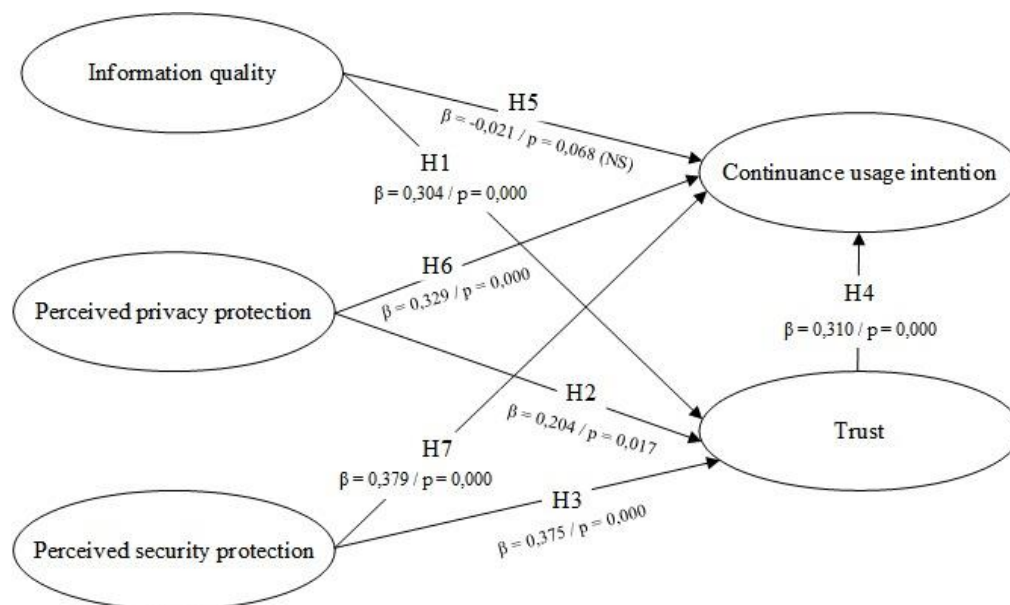 Information quality
H5
β = -0,021 / p = 0,068 (NS)
H1
β = 0,304 / p = 0,000
Continuance usage intention
H6
β = 0,329 / p = 0,000
Perceived privacy protection
H4
β = 0,310 / p = 0,000
H2
β = 0,204 / p = 0,017
Trust
H7
β = 0,379 / p = 0,000
H3
β = 0,375 / p = 0,000
Perceived security protection